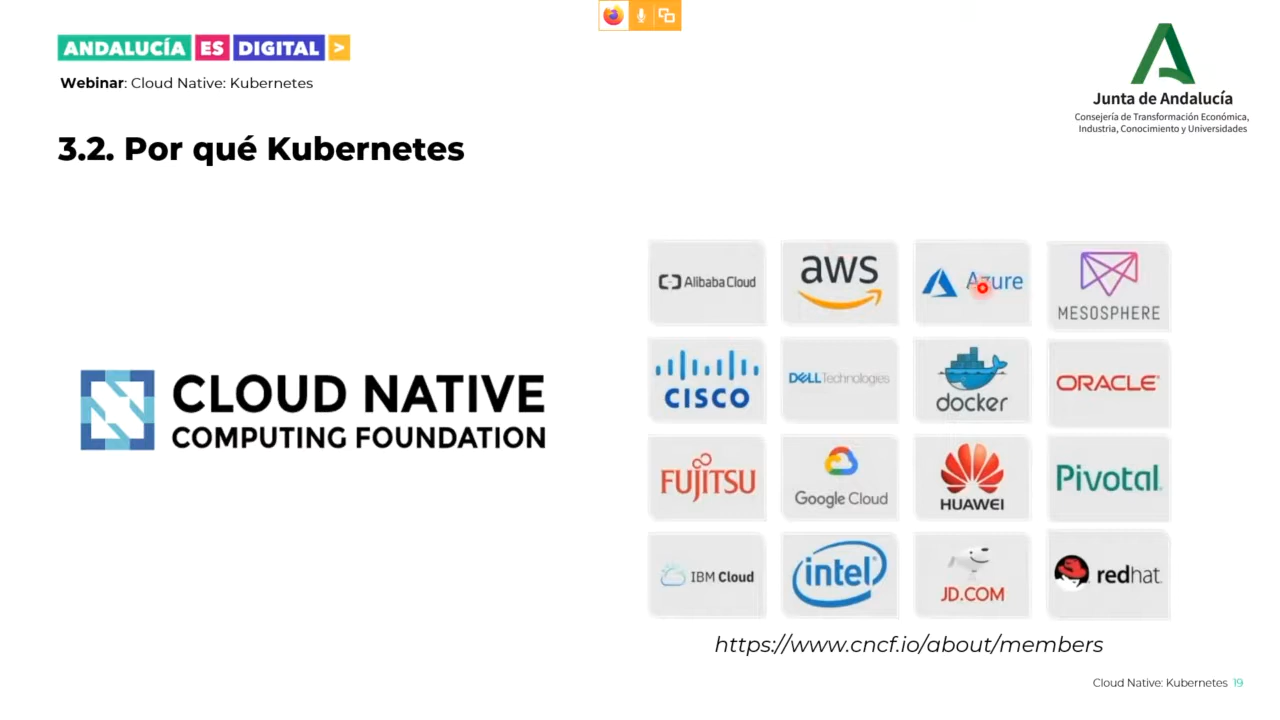 ANDALUCÍA ES DIGITAL >
Webinar: Cloud Native: Kubernetes
Junta de Andalucía
Consejería de Transformación Económica,
Industria, Conocimiento y Universidades
3.2. Por qué Kubernetes
CLOUD NATIVE
COMPUTING FOUNDATION
Alibaba Cloud
aws
Azure
MESOSPHERE
CISCO
DELL Technologies
docker
ORACLE
FUJITSU
Google Cloud
HUAWEI
Pivotal
IBM Cloud
intel
JD.COM
redhat
https://www.cncf.io/about/members
Cloud Native: Kubernetes 19